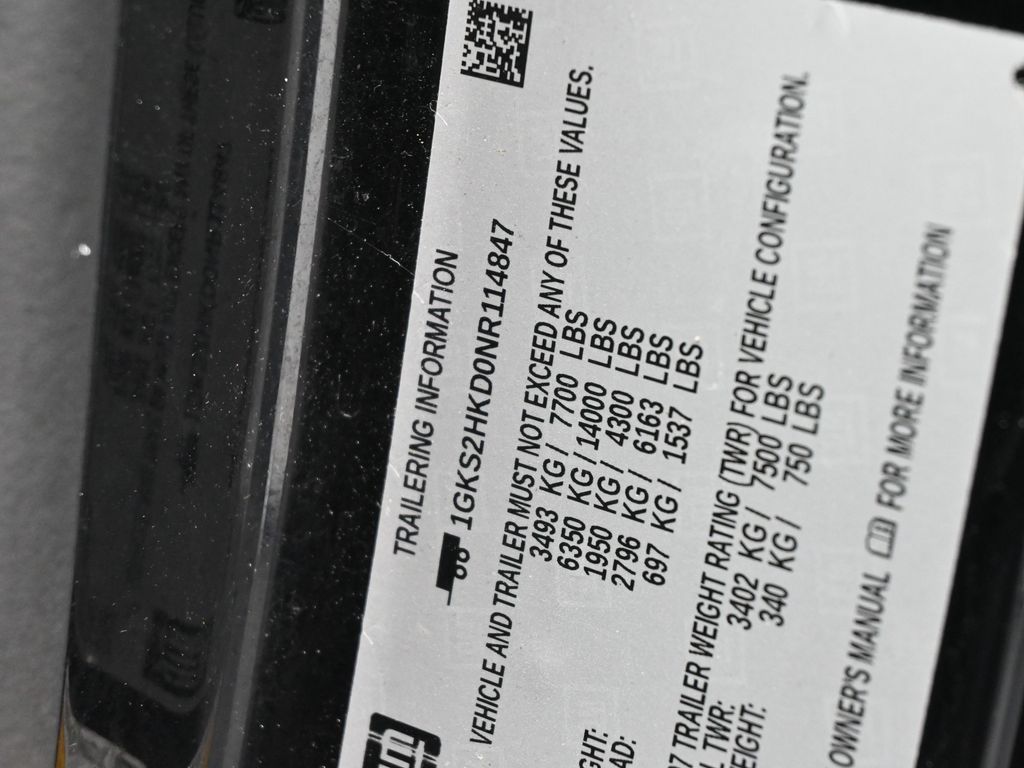 TRAILERING INFORMATION
1GKS2HKD0NR114847
VEHICLE AND TRAILER MUST NOT EXCEED ANY OF THESE VALUES.
3493 KG / 7700 LBS
6350 KG / 14000 LBS
1950 KG / 4300 LBS
2796 KG / 6163 LBS
697 KG / 1537 LBS
TRAILER WEIGHT RATING (TWR) FOR VEHICLE CONFIGURATION.
TWR: 3402 KG / 7500 LBS
340 KG / 750 LBS
OWNER'S MANUAL FOR MORE INFORMATION
gm